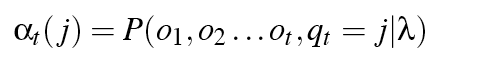 αₜ(j) = P(o₁, o₂ … oₜ, qₜ = j|λ)